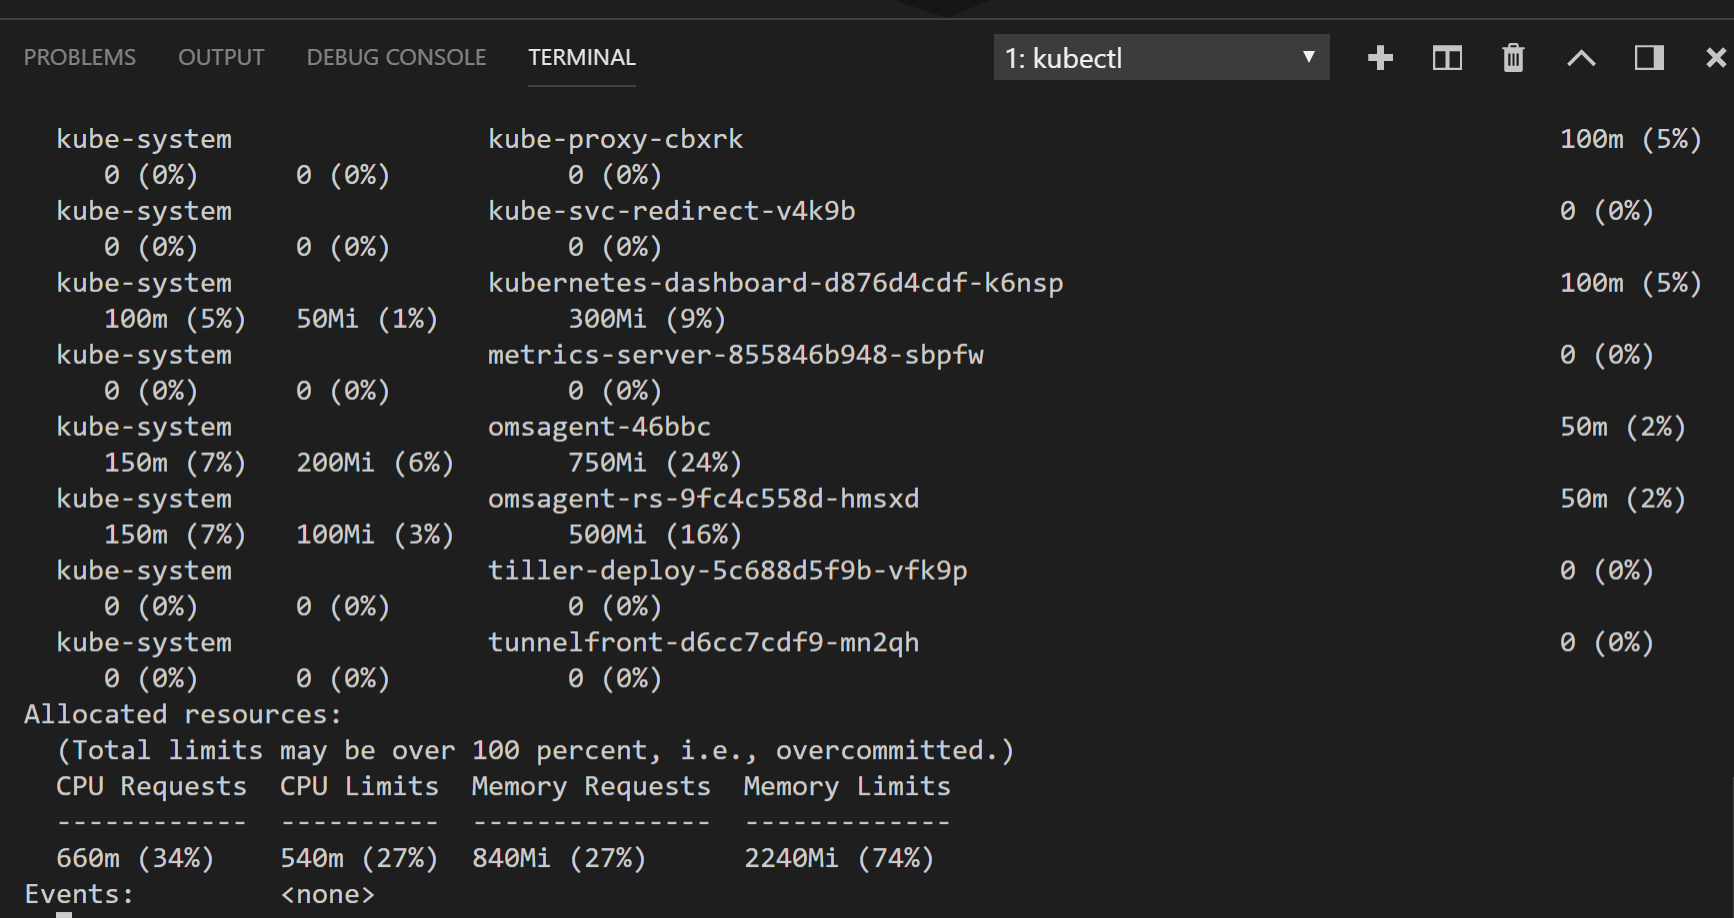 PROBLEMS OUTPUT DEBUG CONSOLE TERMINAL 1: kubectl
kube-system kube-proxy-cbxrk 100m (5%)
0 (0%) 0 (0%) 0 (0%)
kube-system kube-svc-redirect-v4k9b 0 (0%)
0 (0%) 0 (0%) 0 (0%)
kube-system kubernetes-dashboard-d876d4cdf-k6nsp 100m (5%)
100m (5%) 50Mi (1%) 300Mi (9%)
kube-system metrics-server-855846b948-sbpfw 0 (0%)
0 (0%) 0 (0%) 0 (0%)
kube-system omsagent-46bbc 50m (2%)
150m (7%) 200Mi (6%) 750Mi (24%)
kube-system omsagent-rs-9fc4c558d-hmsxd 50m (2%)
150m (7%) 100Mi (3%) 500Mi (16%)
kube-system tiller-deploy-5c688d5f9b-vfk9p 0 (0%)
0 (0%) 0 (0%) 0 (0%)
kube-system tunnelfront-d6cc7cdf9-mn2qh 0 (0%)
0 (0%) 0 (0%) 0 (0%)
Allocated resources:
(Total limits may be over 100 percent, i.e., overcommitted.)
CPU Requests CPU Limits Memory Requests Memory Limits
------------ ---------- --------------- -------------
660m (34%) 540m (27%) 840Mi (27%) 2240Mi (74%)
Events: <none>